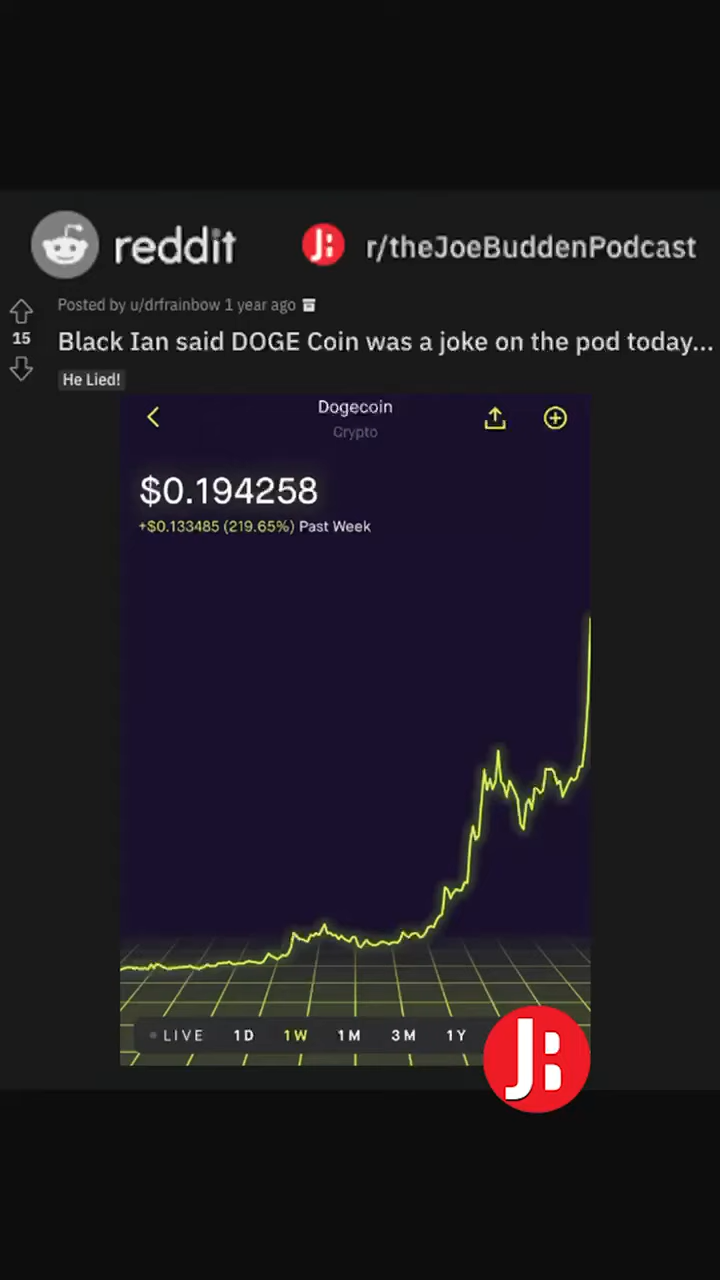 reddit
JB r/theJoeBuddenPodcast
Posted by u/drfrainbow 1 year ago
15
Black Ian said DOGE Coin was a joke on the pod today...
He Lied!
Dogecoin
Crypto
$0.194258
+$0.133485 (219.65%) Past Week
LIVE 1D 1W 1M 3M 1Y
JB